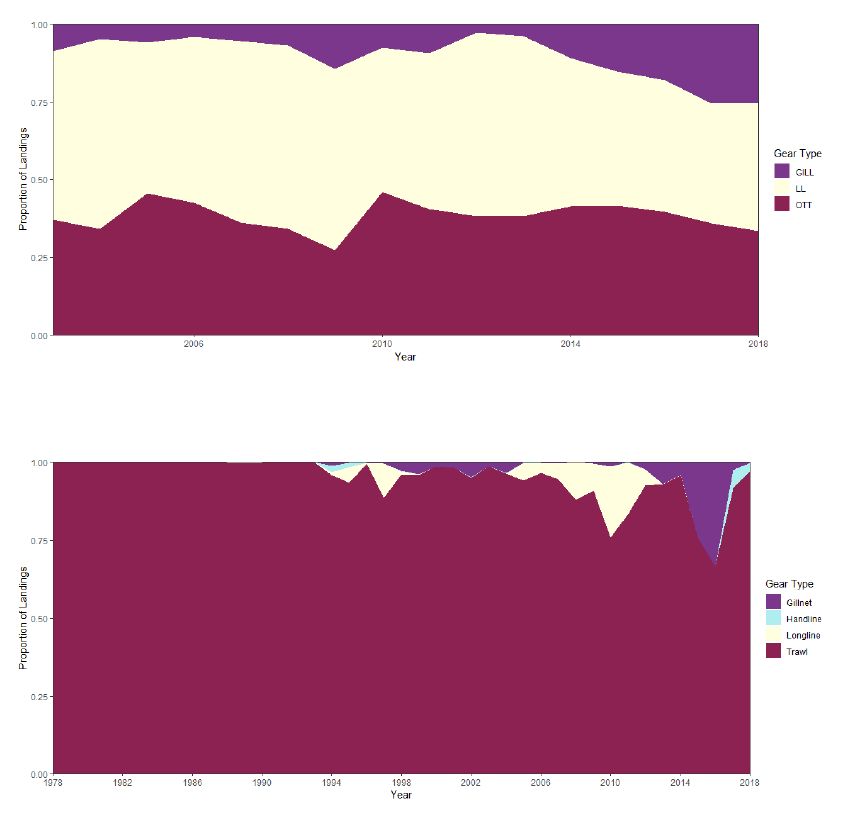 1.00
0.75
0.50
0.25
0.00
Proportion of Landings
2006
2010
2014
2018
Year
Gear Type
GILL
LL
OTT
1.00
0.75
0.50
0.25
0.00
Proportion of Landings
1978
1982
1986
1990
1994
1998
2002
2006
2010
2014
2018
Year
Gear Type
Gillnet
Handline
Longline
Trawl